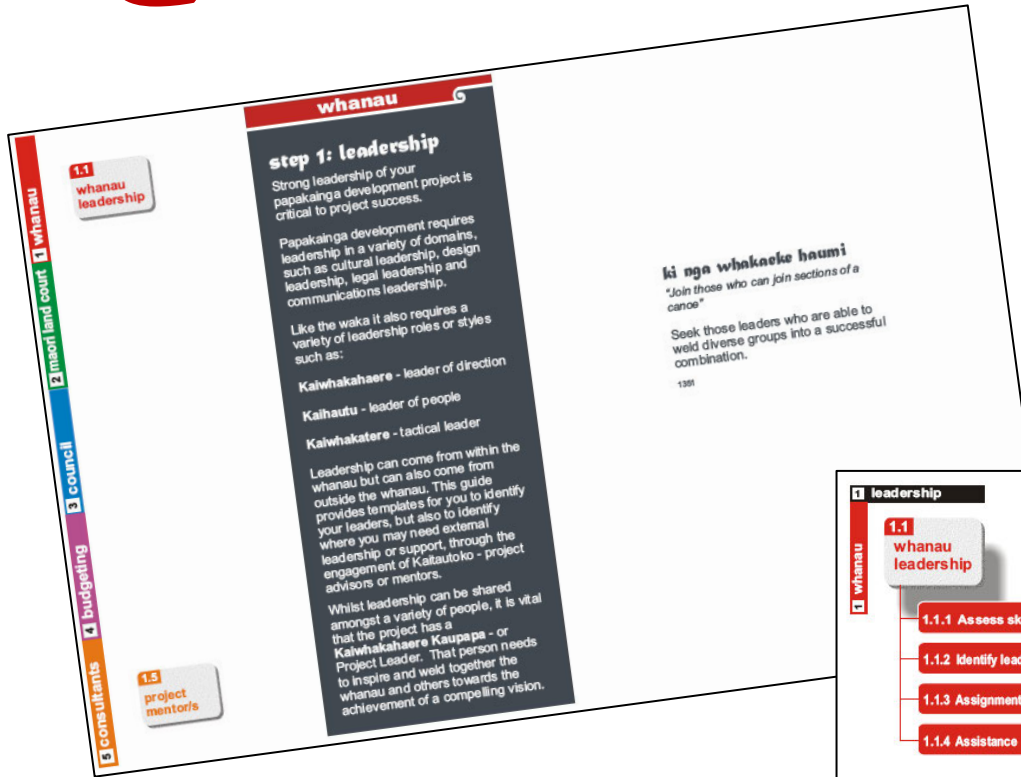 1 whanau
2 maori land court
3 council
4 budgeting
5 consultants
1.1
whanau
leadership
1.5
project
mentor/s
whanau
step 1: leadership
Strong leadership of your
papakainga development project is
critical to project success.
Papakainga development requires
leadership in a variety of domains,
such as cultural leadership, design
leadership, legal leadership and
communications leadership.
Like the waka it also requires a
variety of leadership roles or styles
such as:
Kaiwhakahaere - leader of direction
Kaihautu - leader of people
Kaiwhakatere - tactical leader
Leadership can come from within the
whanau but can also come from
outside the whanau. This guide
provides templates for you to identify
your leaders, but also to identify
where you may need external
leadership or support, through the
engagement of Kaitautoko - project
advisors or mentors.
Whilst leadership can be shared
amongst a variety of people, it is vital
that the project has a
Kaiwhakahaere Kaupapa - or
Project Leader. That person needs
to inspire and weld together the
whanau and others towards the
achievement of a compelling vision.
ki nga whakaeke haumi
"Join those who can join sections of a
canoe"
Seek those leaders who are able to
weld diverse groups into a successful
combination.
1 leadership
1 whanau
1.1
whanau
leadership
1.1.1 Assess sk
1.1.2 Identify lead
1.1.3 Assignment
1.1.4 Assistance